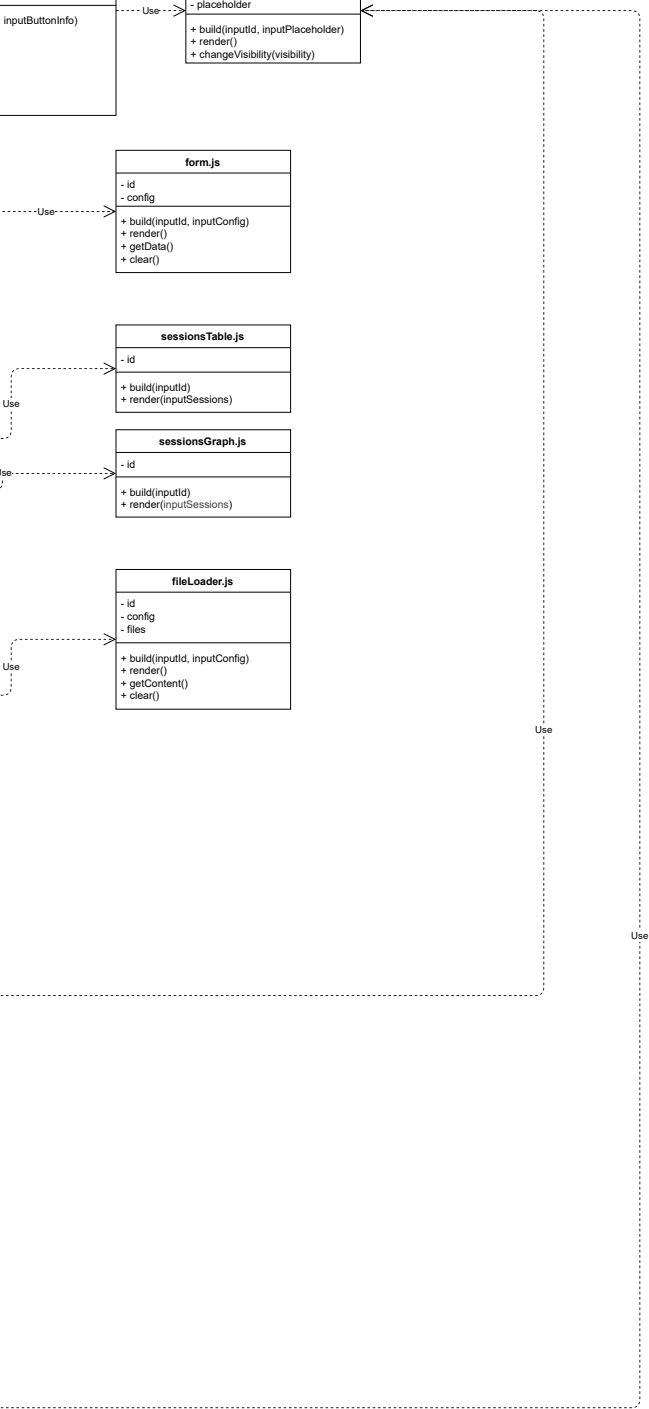 - placeholder
Use
inputButtonInfo)
+ build(inputId, inputPlaceholder)
+ render()
+ changeVisibility(visibility)
form.js
- id
- config
Use
+ build(inputId, inputConfig)
+ render()
+ getData()
+ clear()
sessionsTable.js
- id
+ build(inputId)
+ render(inputSessions)
Use
sessionsGraph.js
- id
Use
+ build(inputId)
+ render(inputSessions)
fileLoader.js
- id
- config
- files
+ build(inputId, inputConfig)
+ render()
+ getContent()
+ clear()
Use
Use
Use